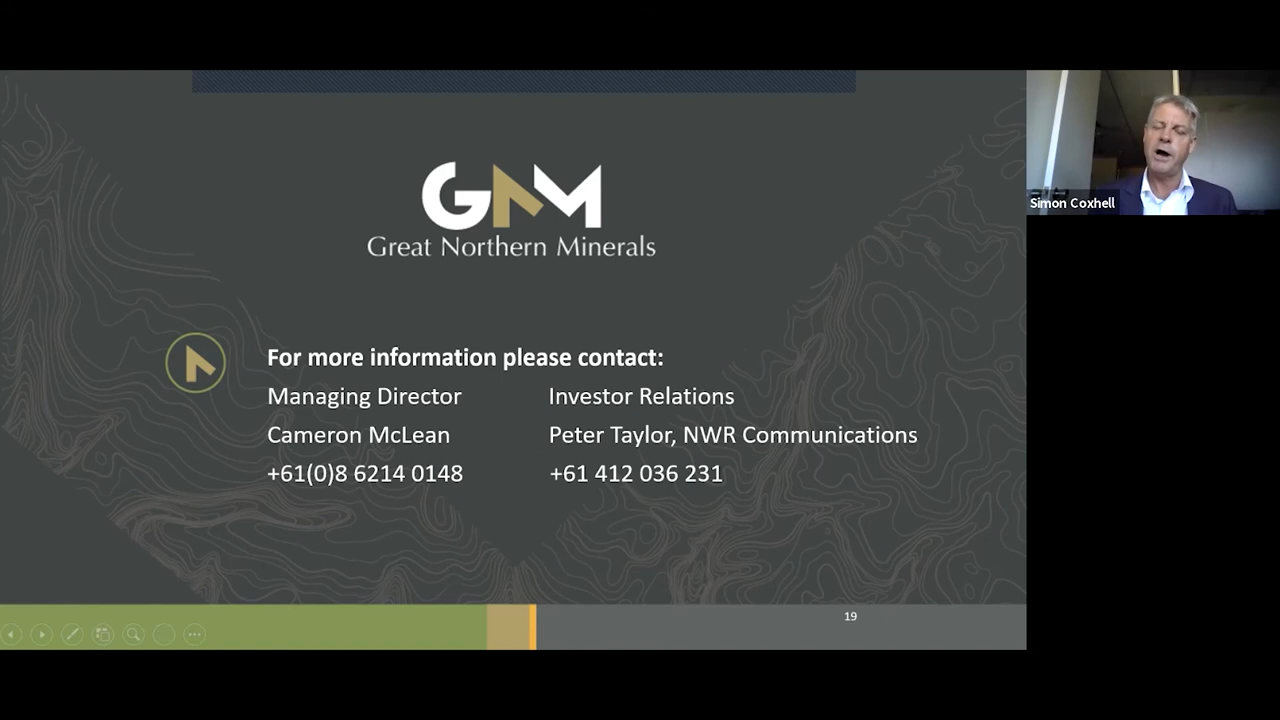 GNM
Great Northern Minerals
For more information please contact:
Managing Director
Investor Relations
Cameron McLean
Peter Taylor, NWR Communications
+61(0)8 6214 0148
+61 412 036 231
19
Simon Coxhell